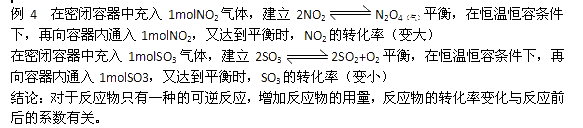 例 4 在密闭容器中充入 1molNO₂ 气体，建立 2NO₂ ⇌ N₂O₄（气）平衡，在恒温恒容条件
下，再向容器内通入 1molNO₂，又达到平衡时，NO₂ 的转化率（变大）
在密闭容器中充入 1molSO₃ 气体，建立 2SO₃ ⇌ 2SO₂+O₂ 平衡，在恒温恒容条件下，再
向容器内通入 1molSO3，又达到平衡时，SO₃ 的转化率（变小）
结论：对于反应物只有一种的可逆反应，增加反应物的用量，反应物的转化率变化与反应前
后的系数有关。